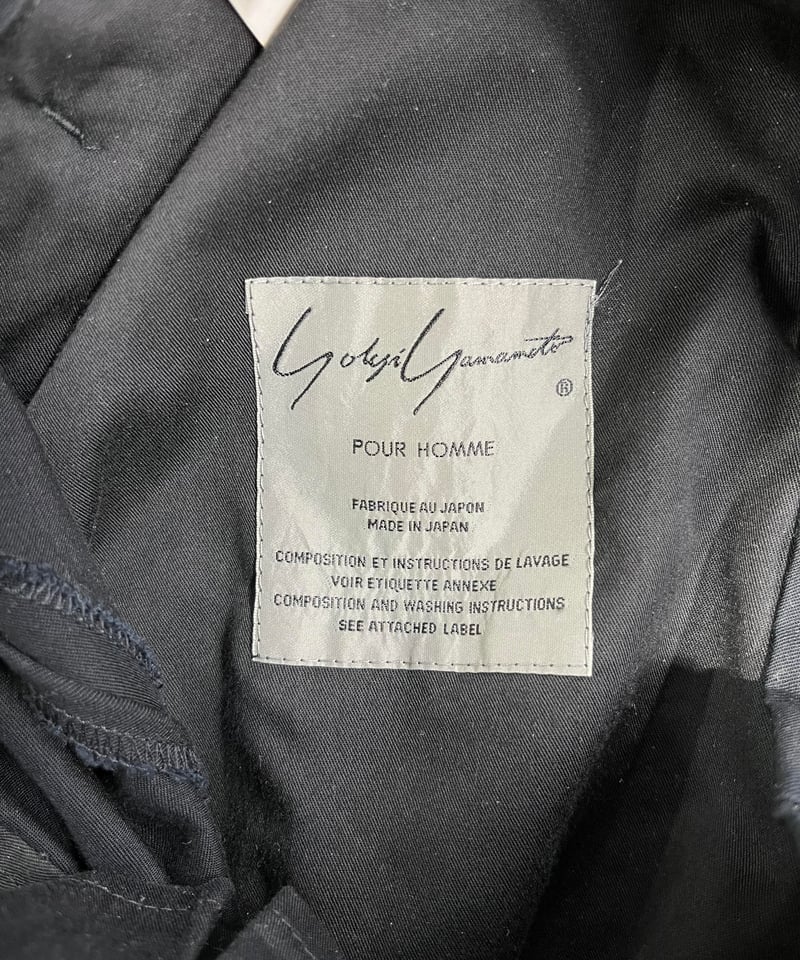 Yohji Yamamoto
®
POUR HOMME
FABRIQUE AU JAPON
MADE IN JAPAN
COMPOSITION ET INSTRUCTIONS DE LAVAGE
VOIR ETIQUETTE ANNEXE
COMPOSITION AND WASHING INSTRUCTIONS
SEE ATTACHED LABEL